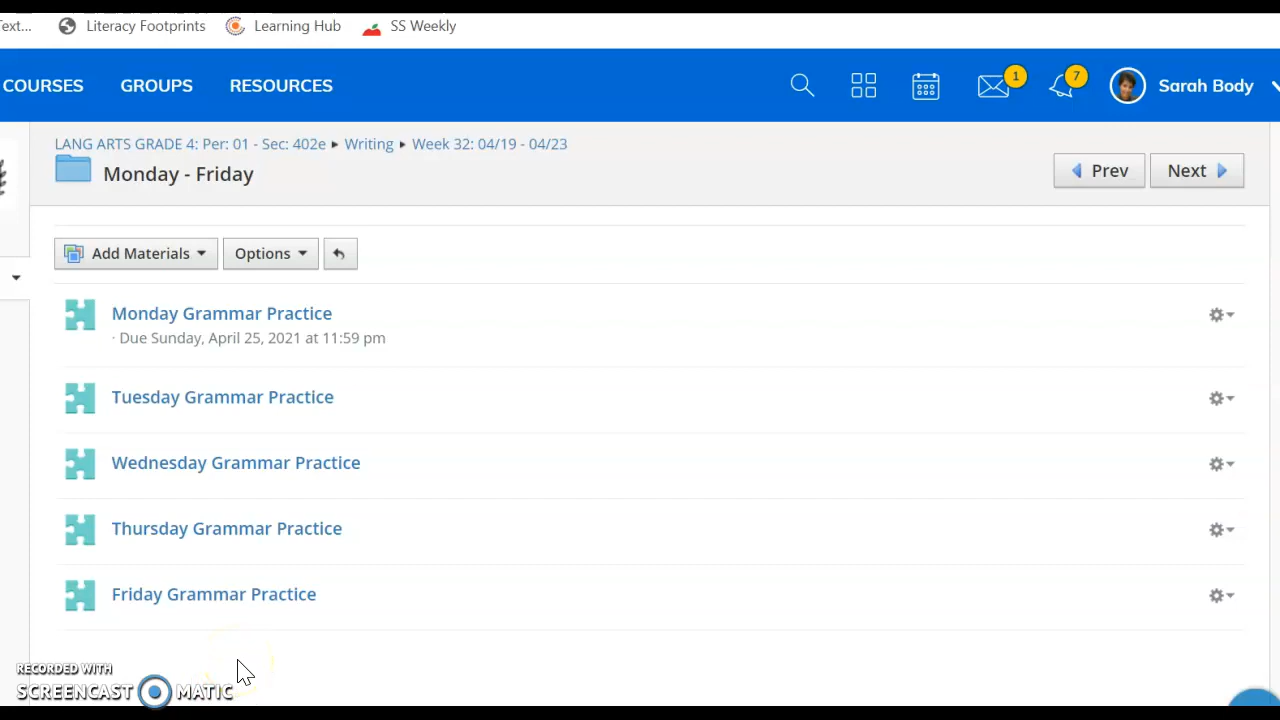 Text... Literacy Footprints Learning Hub SS Weekly
COURSES GROUPS RESOURCES 1 7 Sarah Body
LANG ARTS GRADE 4: Per: 01 - Sec: 402e ▸ Writing ▸ Week 32: 04/19 - 04/23
Monday - Friday
Prev Next
Add Materials Options
Monday Grammar Practice
· Due Sunday, April 25, 2021 at 11:59 pm
Tuesday Grammar Practice
Wednesday Grammar Practice
Thursday Grammar Practice
Friday Grammar Practice
RECORDED WITH
SCREENCAST MATIC